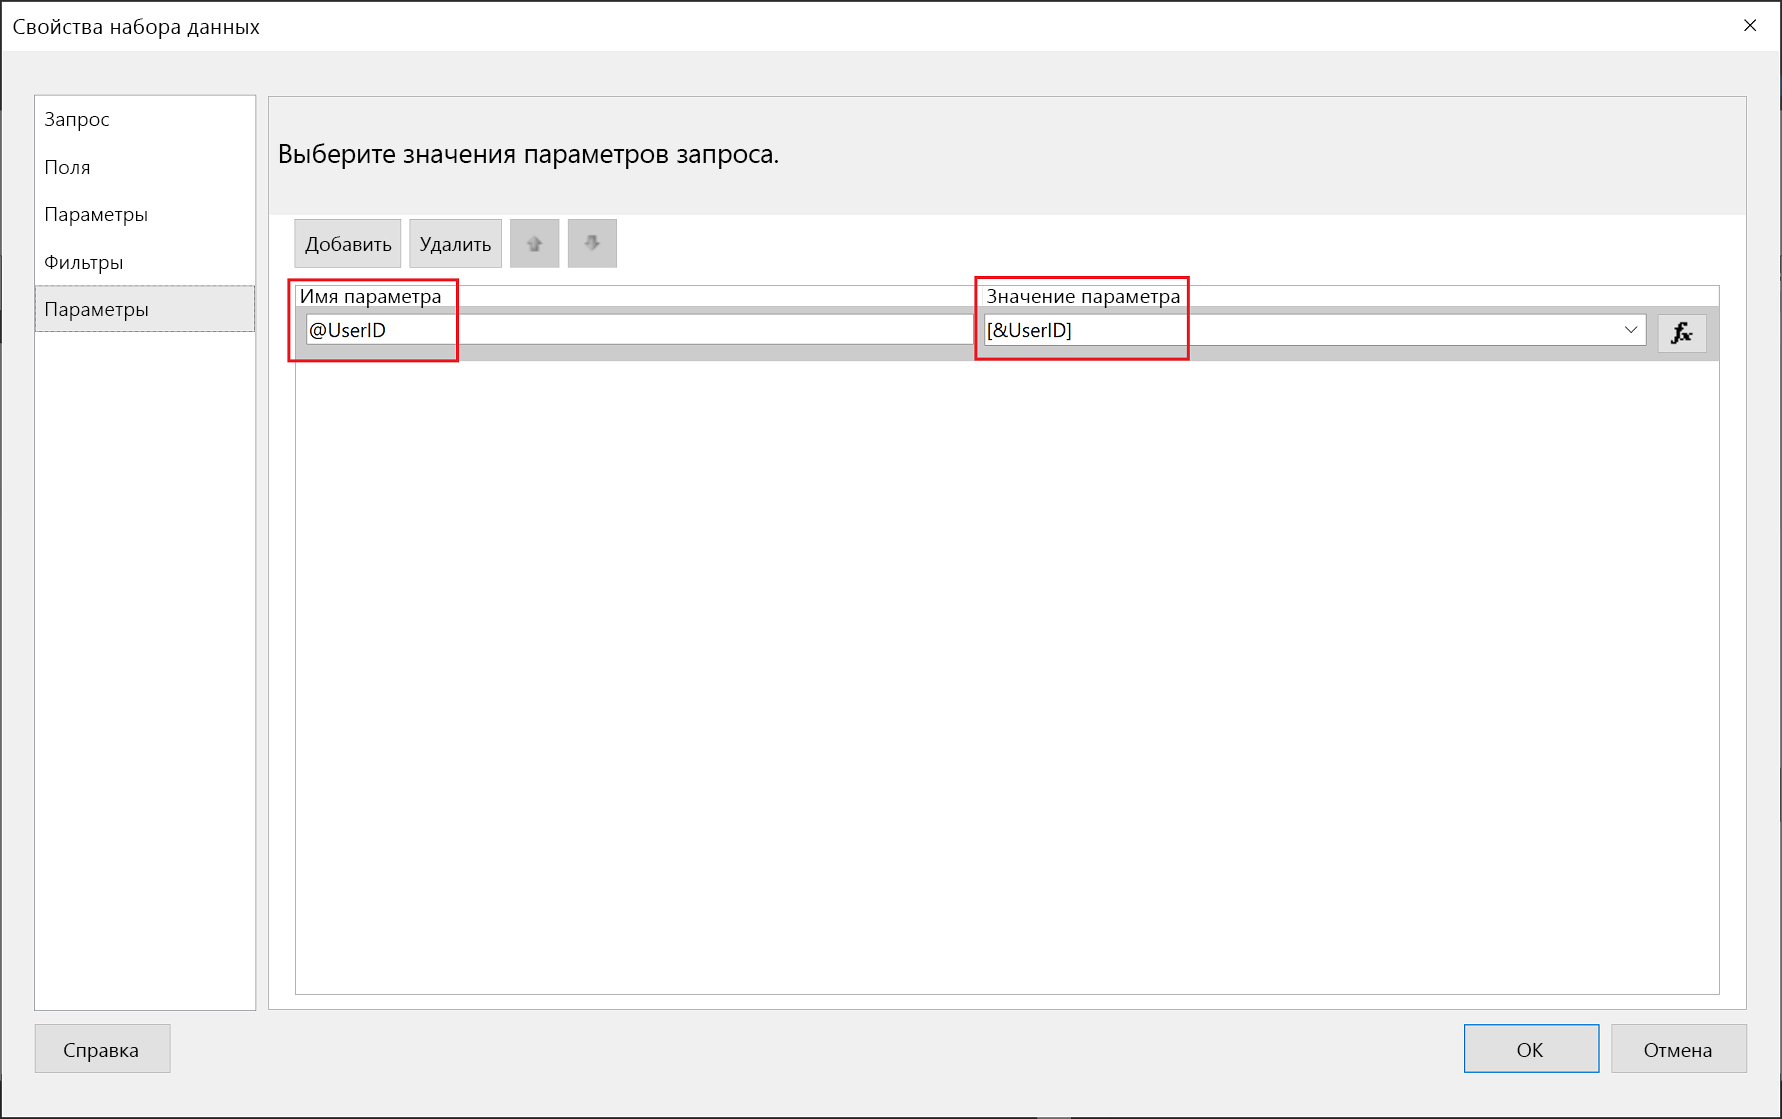 Свойства набора данных
Запрос
Поля
Параметры
Фильтры
Параметры
Выберите значения параметров запроса.
Добавить Удалить
Имя параметра Значение параметра
@UserID [&UserID] fx
Справка ОК Отмена